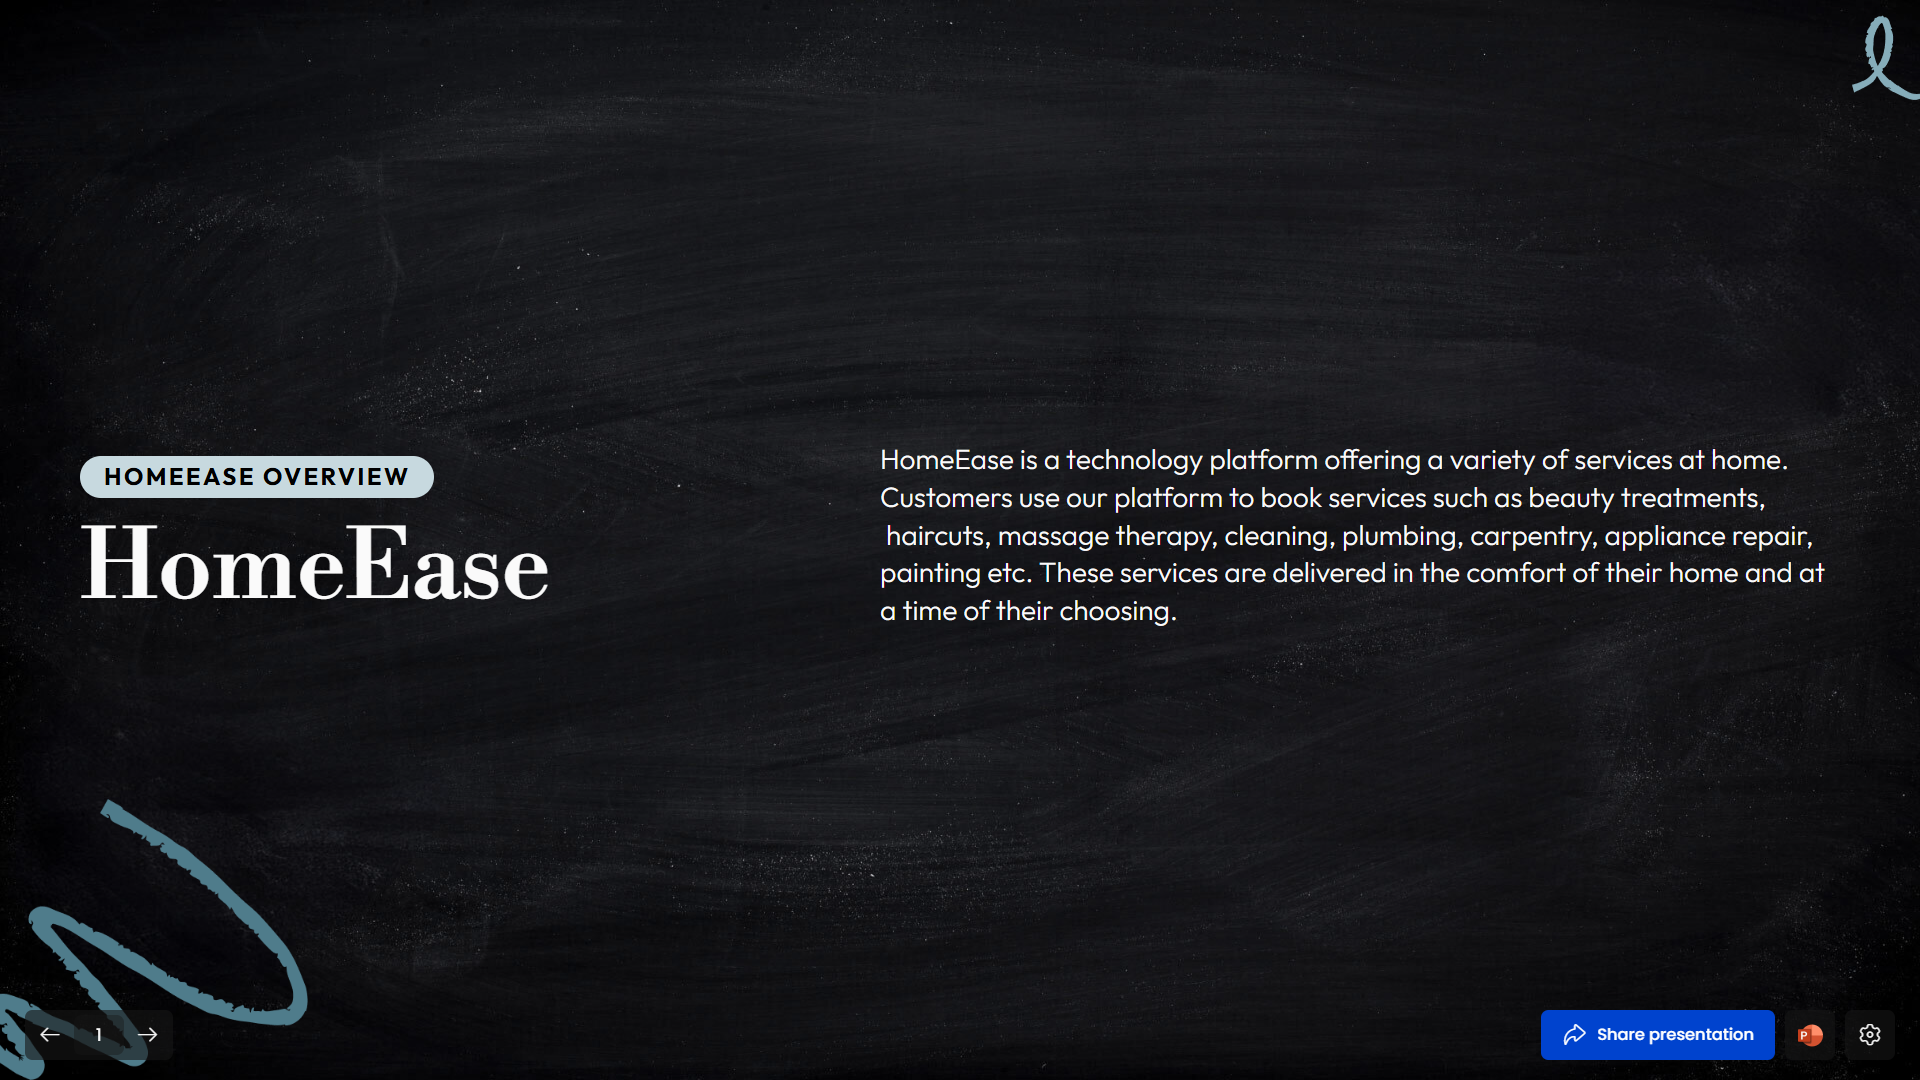 HOMEEASE OVERVIEW
HomeEase
HomeEase is a technology platform offering a variety of services at home.
Customers use our platform to book services such as beauty treatments,
haircuts, massage therapy, cleaning, plumbing, carpentry, appliance repair,
painting etc. These services are delivered in the comfort of their home and at
a time of their choosing.
1
Share presentation
P